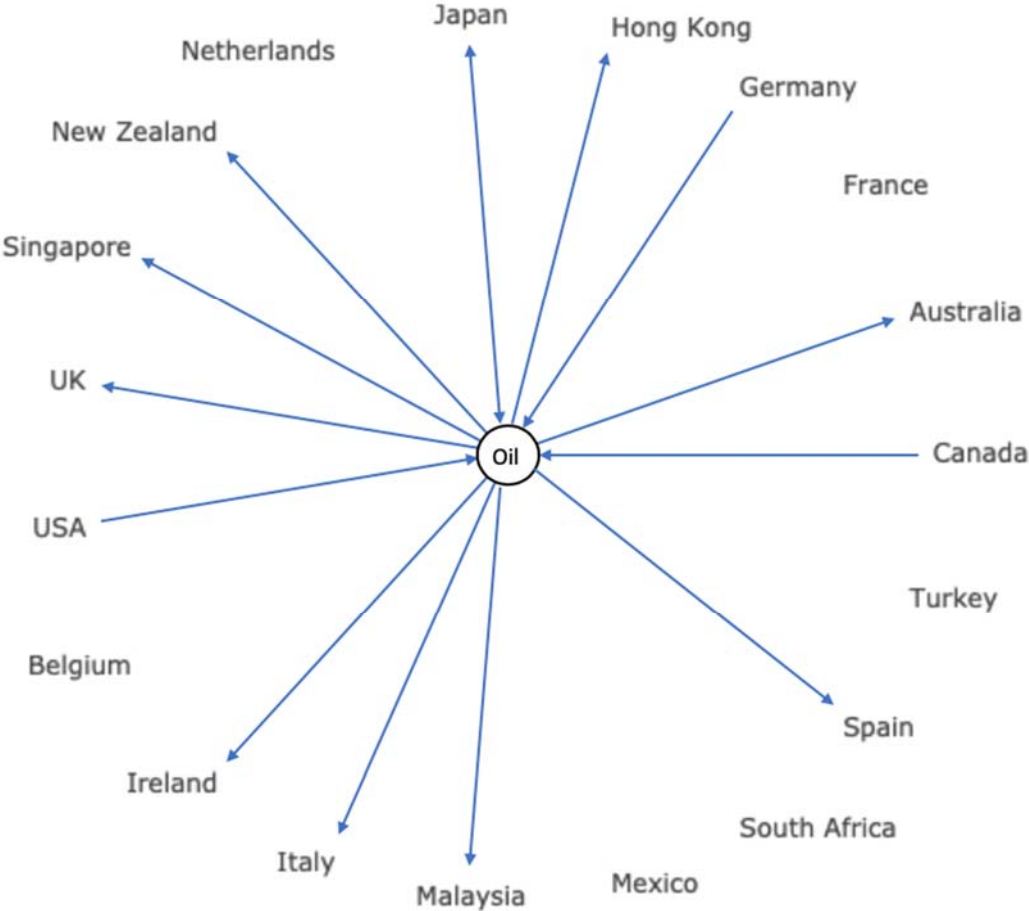 Japan
Hong Kong
Netherlands
Germany
New Zealand
France
Singapore
Australia
UK
Canada
Oil
USA
Turkey
Belgium
Spain
Ireland
South Africa
Italy
Mexico
Malaysia